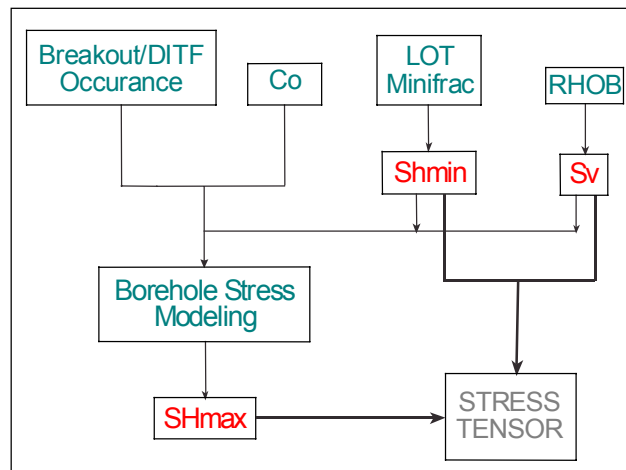 Breakout/DITF
Occurance
Co
LOT
Minifrac
RHOB
Shmin
Sv
Borehole Stress
Modeling
SHmax
STRESS
TENSOR